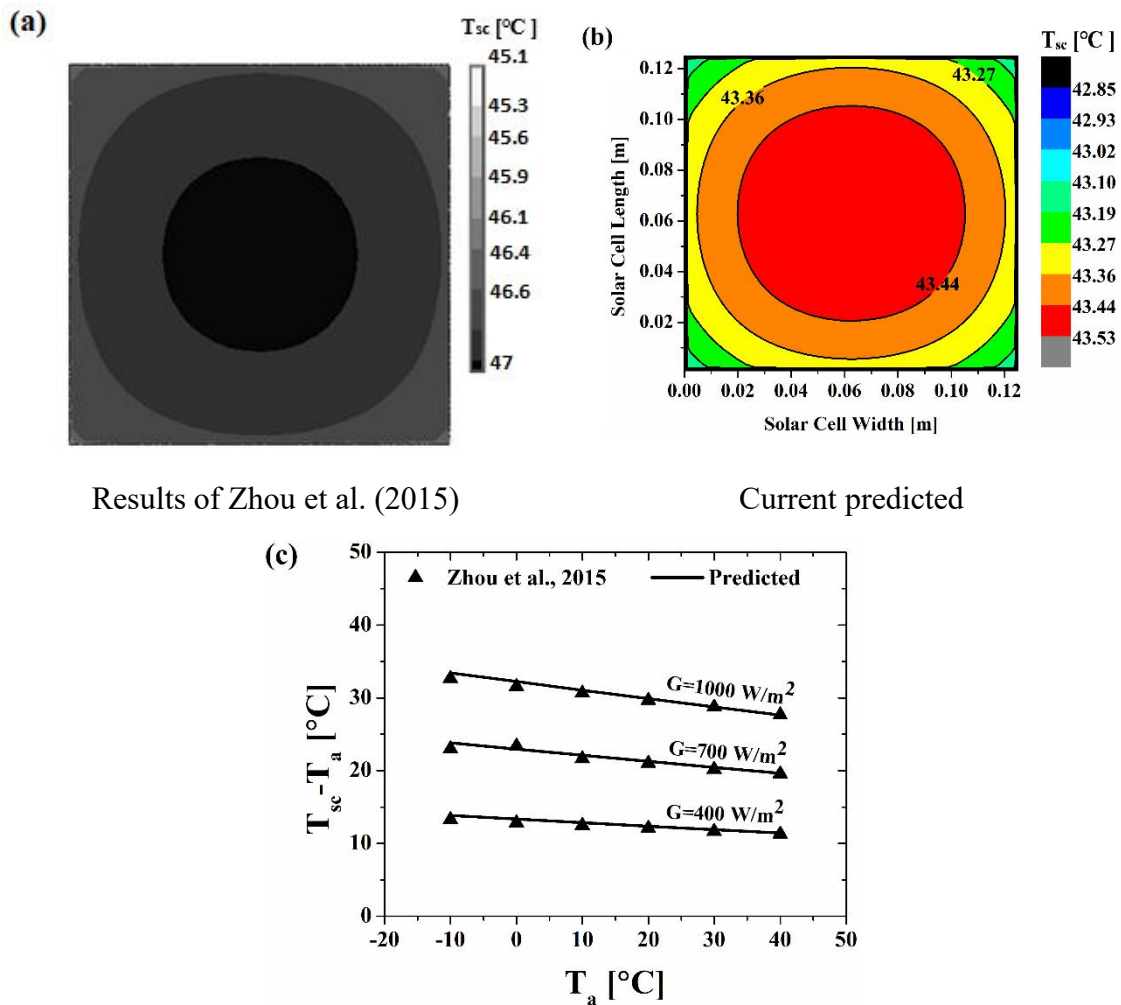 (a)
T_sc [°C]
45.1
45.3
45.6
45.9
46.1
46.4
46.6
47
(b)
T_sc [°C]
42.85
42.93
43.02
43.10
43.19
43.27
43.36
43.44
43.53
43.27
43.36
43.44
Solar Cell Length [m]
0.12
0.10
0.08
0.06
0.04
0.02
0.00 0.02 0.04 0.06 0.08 0.10 0.12
Solar Cell Width [m]
Results of Zhou et al. (2015)
Current predicted
(c)
Zhou et al., 2015 Predicted
T_sc-T_a [°C]
50
40
30
20
10
0
G=1000 W/m²
G=700 W/m²
G=400 W/m²
-20 -10 0 10 20 30 40 50
T_a [°C]